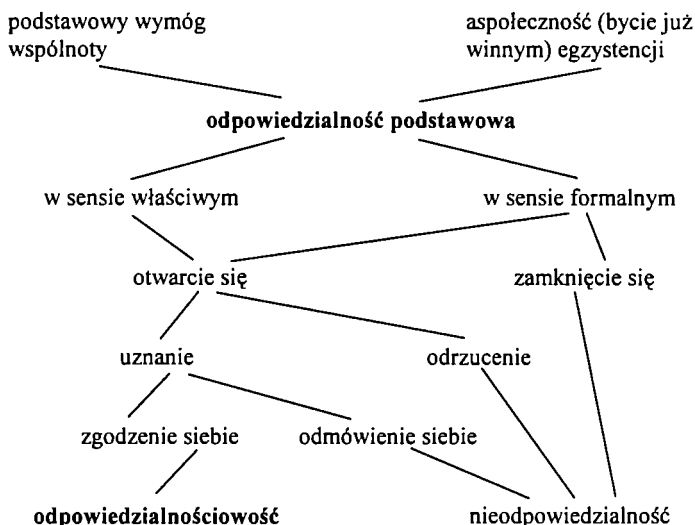 podstawowy wymóg
wspólnoty
aspołeczność (bycie już
winnym) egzystencji
odpowiedzialność podstawowa
w sensie właściwym
w sensie formalnym
otwarcie się
zamknięcie się
uznanie
odrzucenie
zgodzenie siebie
odmówienie siebie
odpowiedzialnościowość
nieodpowiedzialność